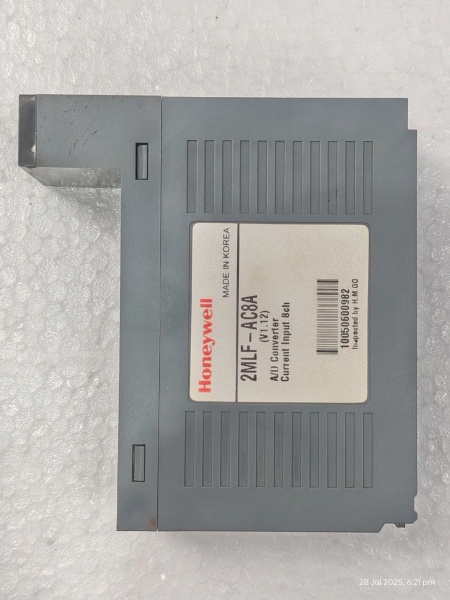 Honeywell
MADE IN KOREA
2MLF-AC8A
(V1.12)
A/D Converter
Current Input 8ch
10050600982
Inspected by H.M.GO
28 Jul 2025, 6:21 pm